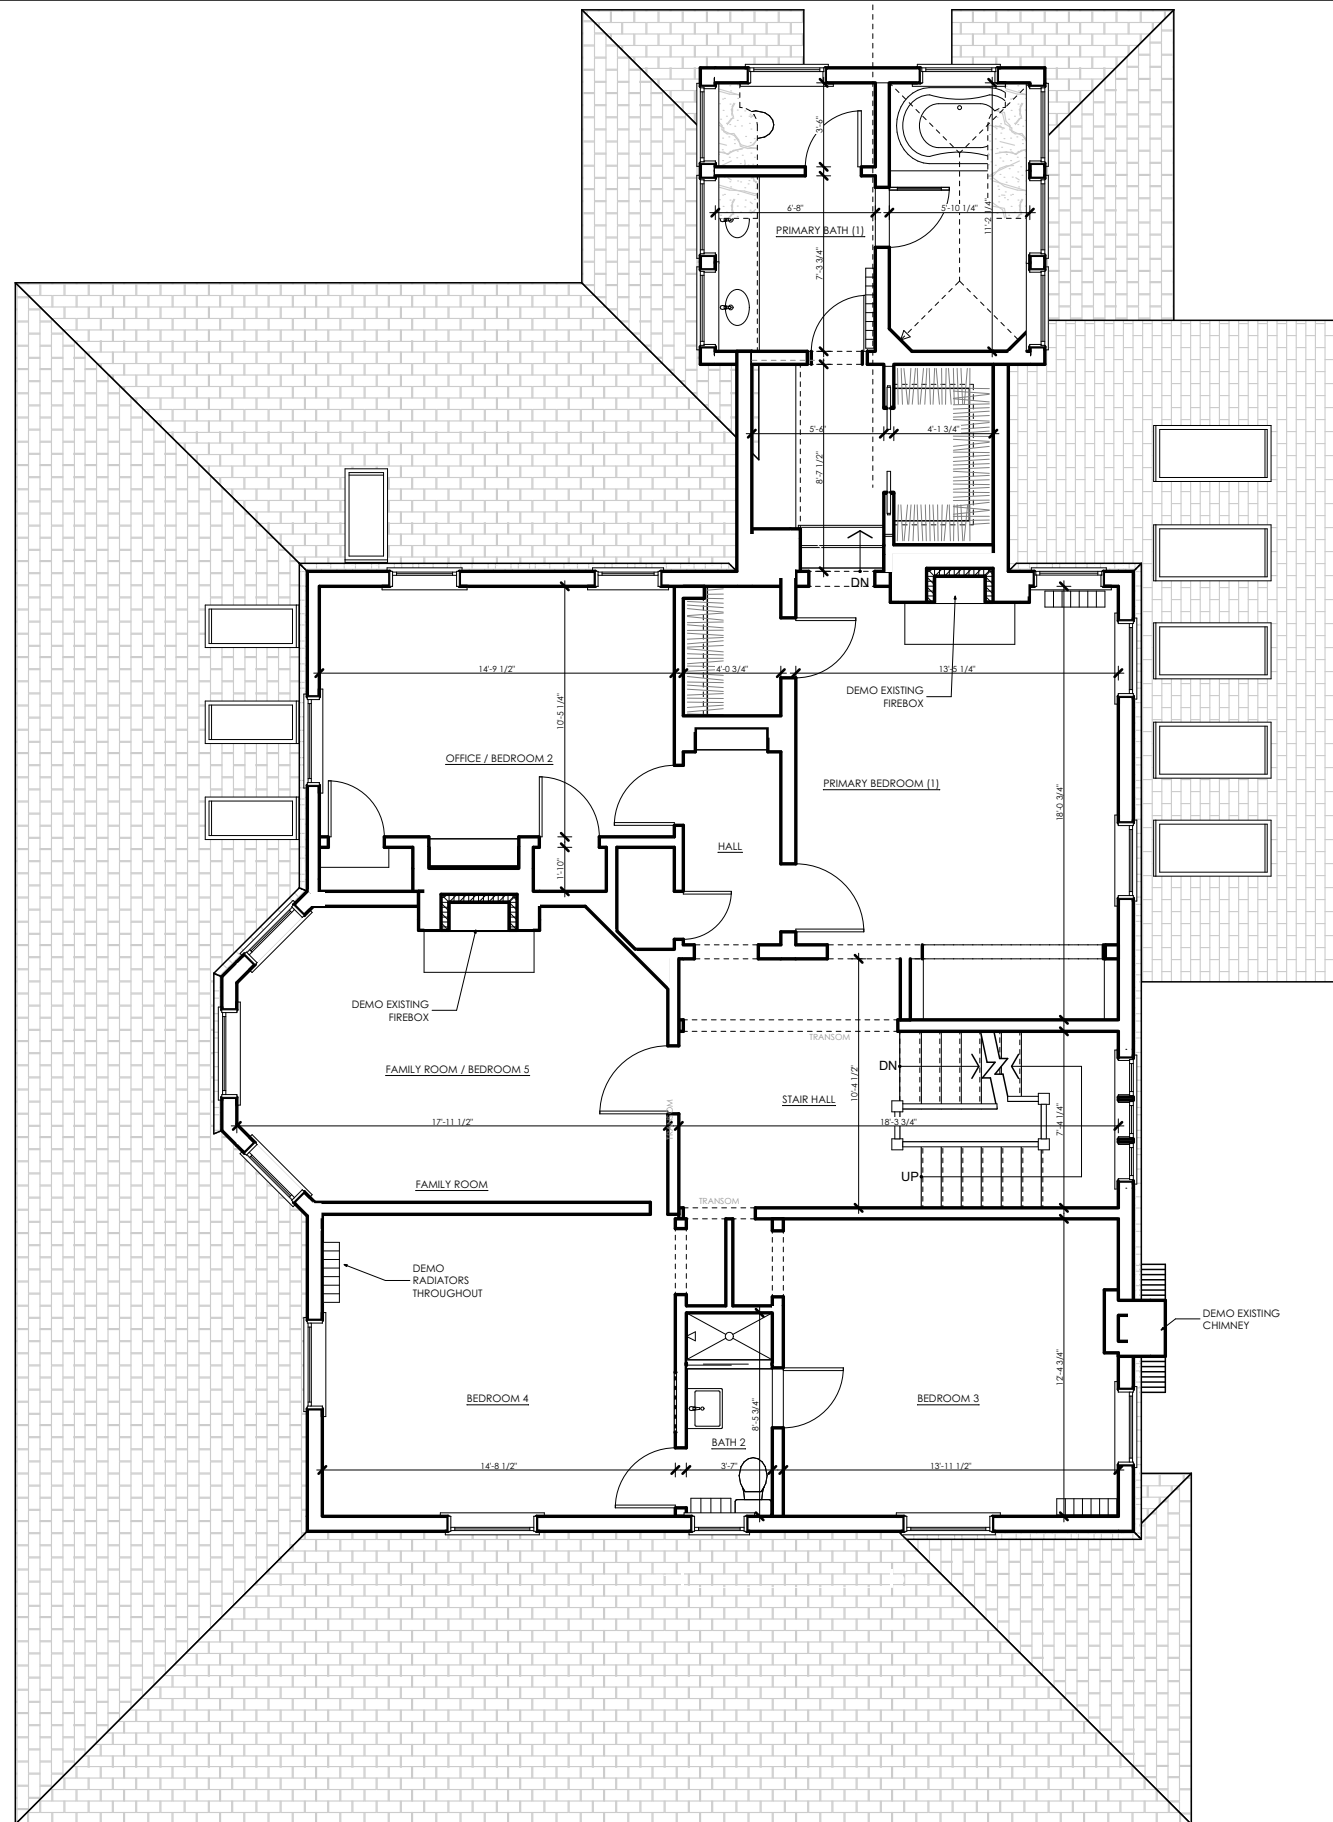 3'-6"
6'-8"
5'-10 1/4"
11'-2 1/4"
PRIMARY BATH (1)
7'-3 3/4"
5'-6"
4'-1 3/4"
8'-7 1/2"
DN
14'-9 1/2"
4'-0 3/4"
13'-5 1/4"
DEMO EXISTING
FIREBOX
10'-5 1/4"
OFFICE / BEDROOM 2
PRIMARY BEDROOM (1)
18'-0 3/4"
HALL
1'-10"
DEMO EXISTING
FIREBOX
TRANSOM
FAMILY ROOM / BEDROOM 5
DN
10'-4 1/2"
STAIR HALL
TRANSOM
17'-11 1/2"
18'-3 3/4"
7'-4 1/4"
FAMILY ROOM
UP
TRANSOM
DEMO
RADIATORS
THROUGHOUT
DEMO EXISTING
CHIMNEY
12'-4 3/4"
BEDROOM 4
BEDROOM 3
8'-5 3/4"
BATH 2
14'-8 1/2"
3'-7"
13'-11 1/2"